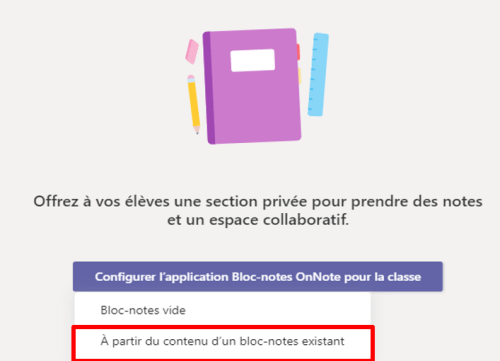 Offrez à vos élèves une section privée pour prendre des notes
et un espace collaboratif.
Configurer l'application Bloc-notes OnNote pour la classe
Bloc-notes vide
À partir du contenu d'un bloc-notes existant